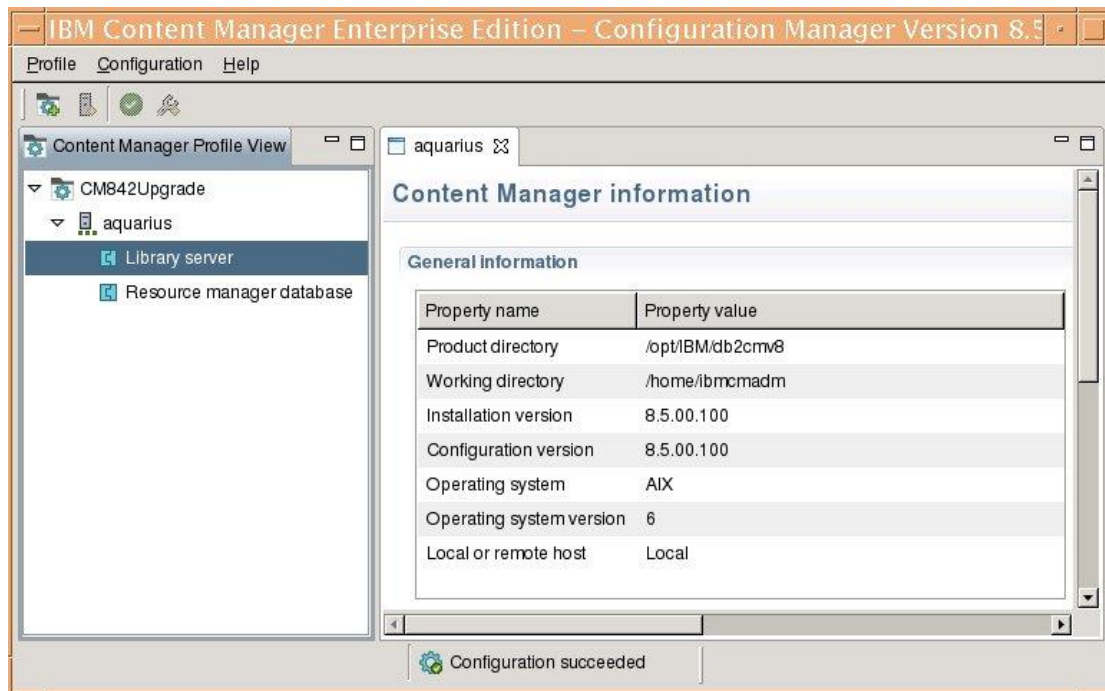 IBM Content Manager Enterprise Edition – Configuration Manager Version 8.5
Profile Configuration Help
Content Manager Profile View
aquarius
CM842Upgrade
aquarius
Library server
Resource manager database
Content Manager information
General information
Property name Property value
Product directory /opt/IBM/db2cmv8
Working directory /home/ibmcmadm
Installation version 8.5.00.100
Configuration version 8.5.00.100
Operating system AIX
Operating system version 6
Local or remote host Local
Configuration succeeded